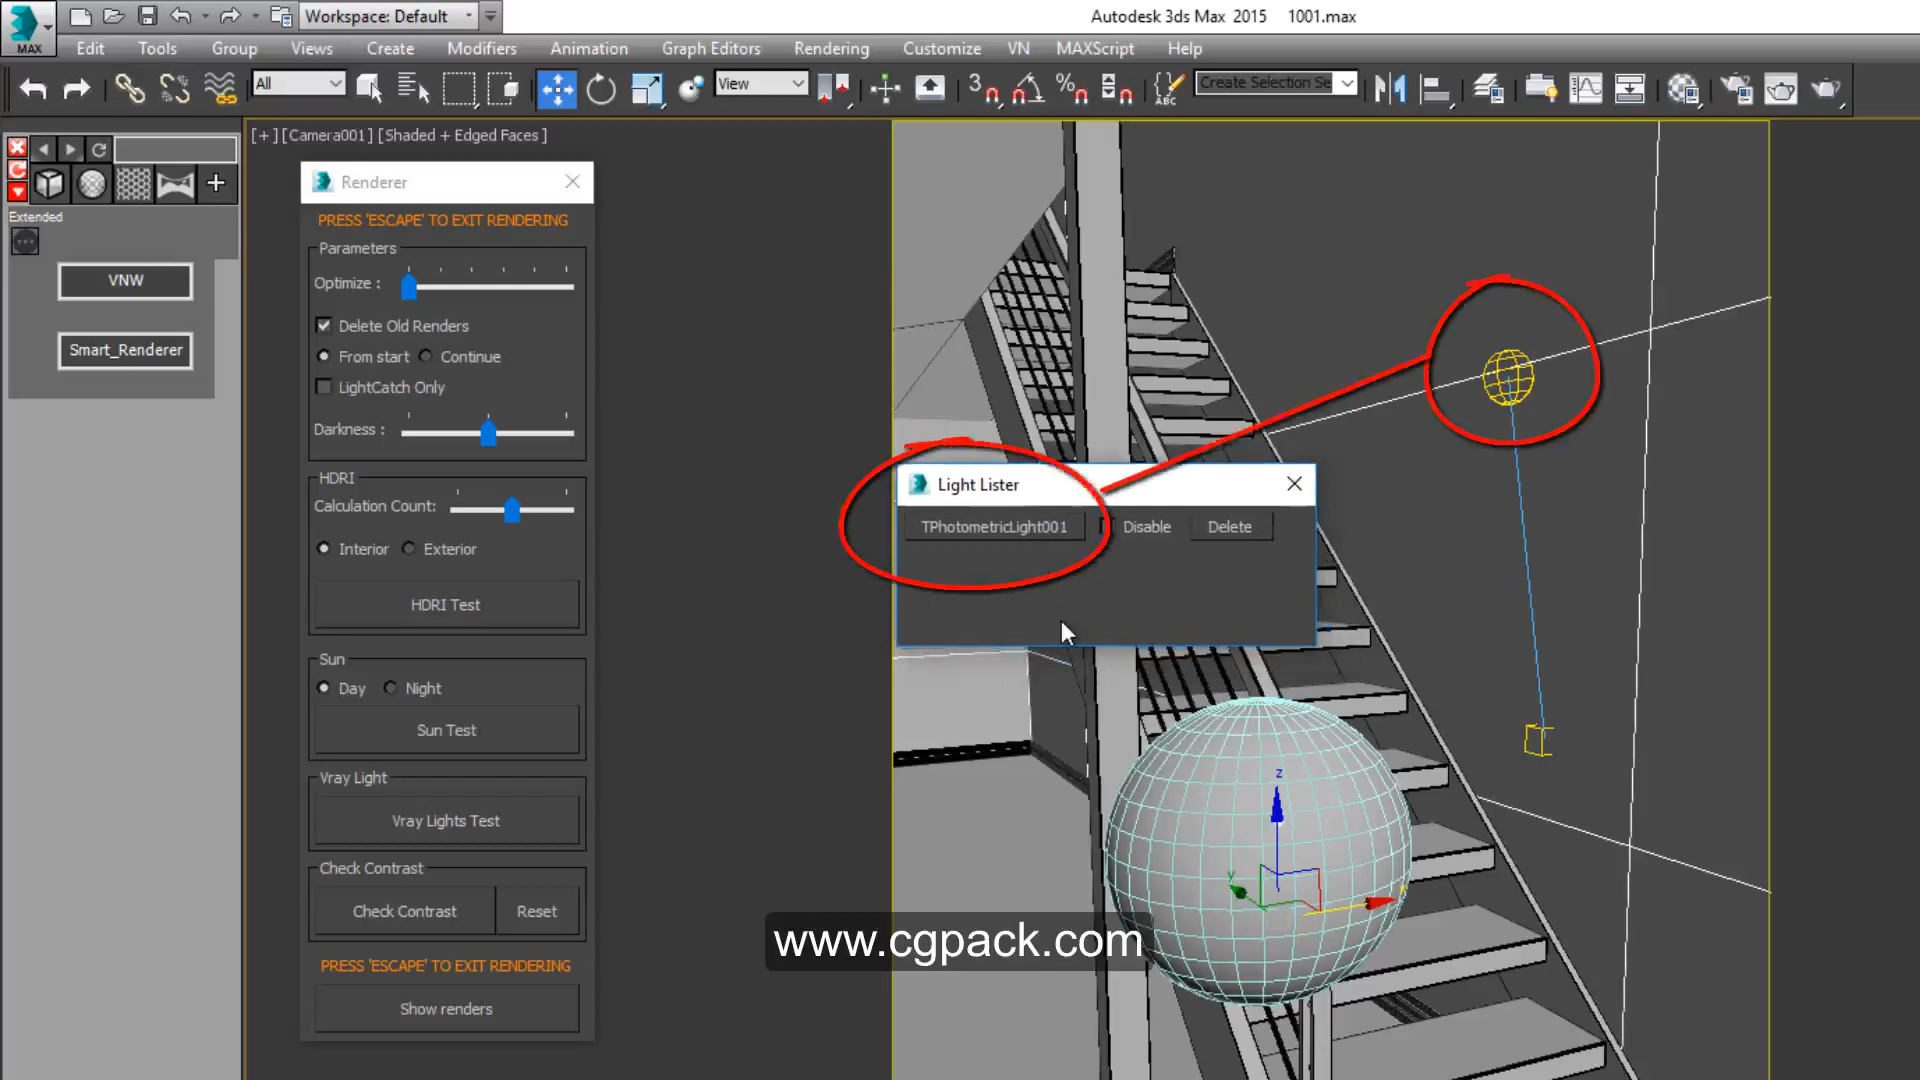 Workspace: Default
Autodesk 3ds Max 2015 1001.max
MAX
Edit Tools Group Views Create Modifiers Animation Graph Editors Rendering Customize VN MAXScript Help
All
View
3
%
ABC
Create Selection Se
[+][Camera001][Shaded + Edged Faces]
Extended
VNW
Smart_Renderer
Renderer
PRESS 'ESCAPE' TO EXIT RENDERING
Parameters
Optimize :
Delete Old Renders
From start Continue
LightCatch Only
Darkness :
HDRI
Calculation Count:
Interior Exterior
HDRI Test
Sun
Day Night
Sun Test
Vray Light
Vray Lights Test
Check Contrast
Check Contrast Reset
PRESS 'ESCAPE' TO EXIT RENDERING
Show renders
Light Lister
TPhotometricLight001 Disable Delete
z
y
x
www.cgpack.com